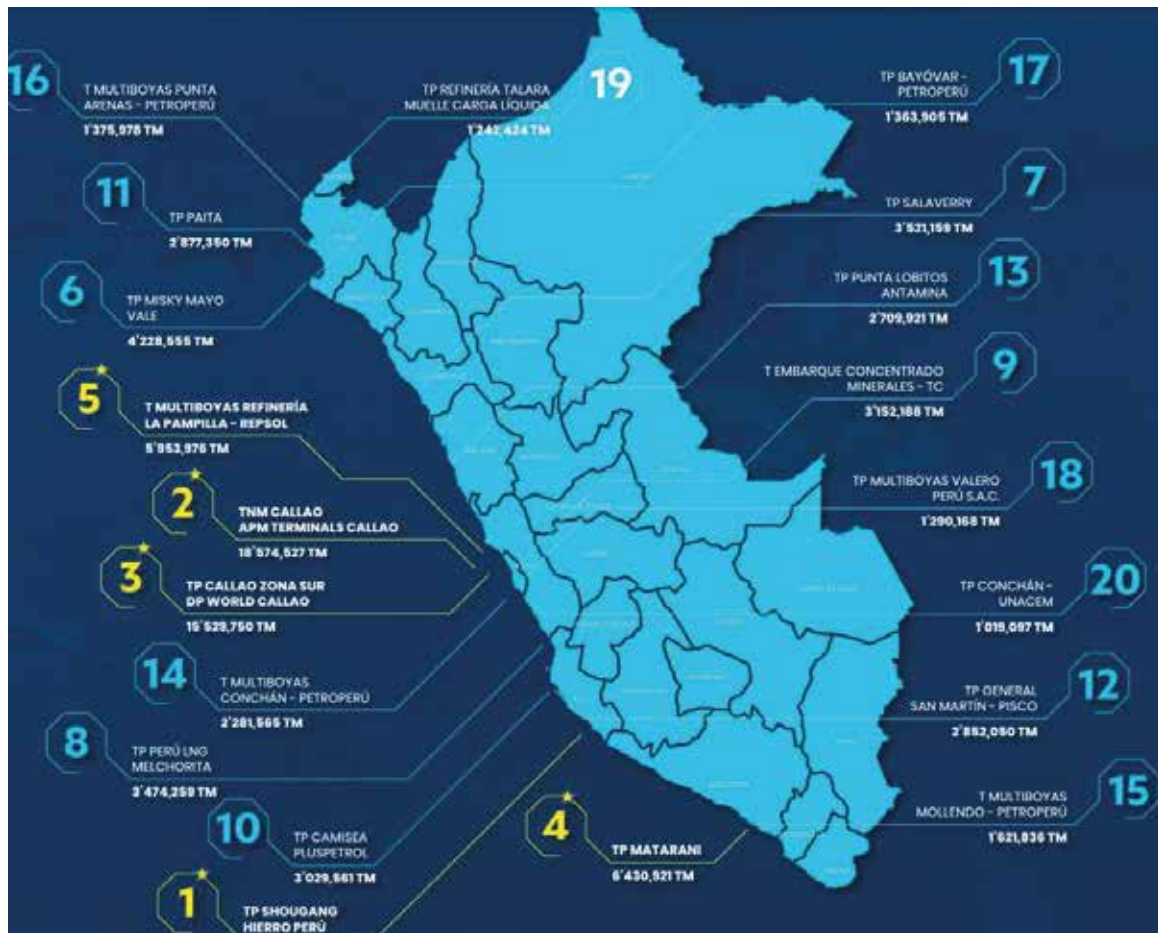 16
T MULTIBOYAS PUNTA
ARENAS - PETROPERÚ
1'375,978 TM
TP REFINERÍA TALARA
MUELLE CARGA LÍQUIDA
1'242,424 TM
19
TP BAYÓVAR -
PETROPERÚ
1'363,905 TM
17
11
TP PAITA
2'877,350 TM
TP SALAVERRY
3'521,159 TM
7
6
TP MISKY MAYO
VALE
4'228,555 TM
TP PUNTA LOBITOS
ANTAMINA
2'709,921 TM
13
5
T MULTIBOYAS REFINERÍA
LA PAMPILLA - REPSOL
5'953,976 TM
T EMBARQUE CONCENTRADO
MINERALES - TC
3'152,188 TM
9
2
TNM CALLAO
APM TERMINALS CALLAO
18'574,527 TM
TP MULTIBOYAS VALERO
PERÚ S.A.C.
1'290,168 TM
18
3
TP CALLAO ZONA SUR
DP WORLD CALLAO
15'529,750 TM
TP CONCHÁN -
UNACEM
1'019,097 TM
20
14
T MULTIBOYAS
CONCHÁN - PETROPERÚ
2'281,565 TM
TP GENERAL
SAN MARTÍN - PISCO
2'852,050 TM
12
8
TP PERÚ LNG
MELCHORITA
3'474,259 TM
T MULTIBOYAS
MOLLENDO - PETROPERÚ
1'621,836 TM
15
10
TP CAMISEA
PLUSPETROL
3'029,561 TM
4
TP MATARANI
6'430,921 TM
1
TP SHOUGANG
HIERRO PERÚ